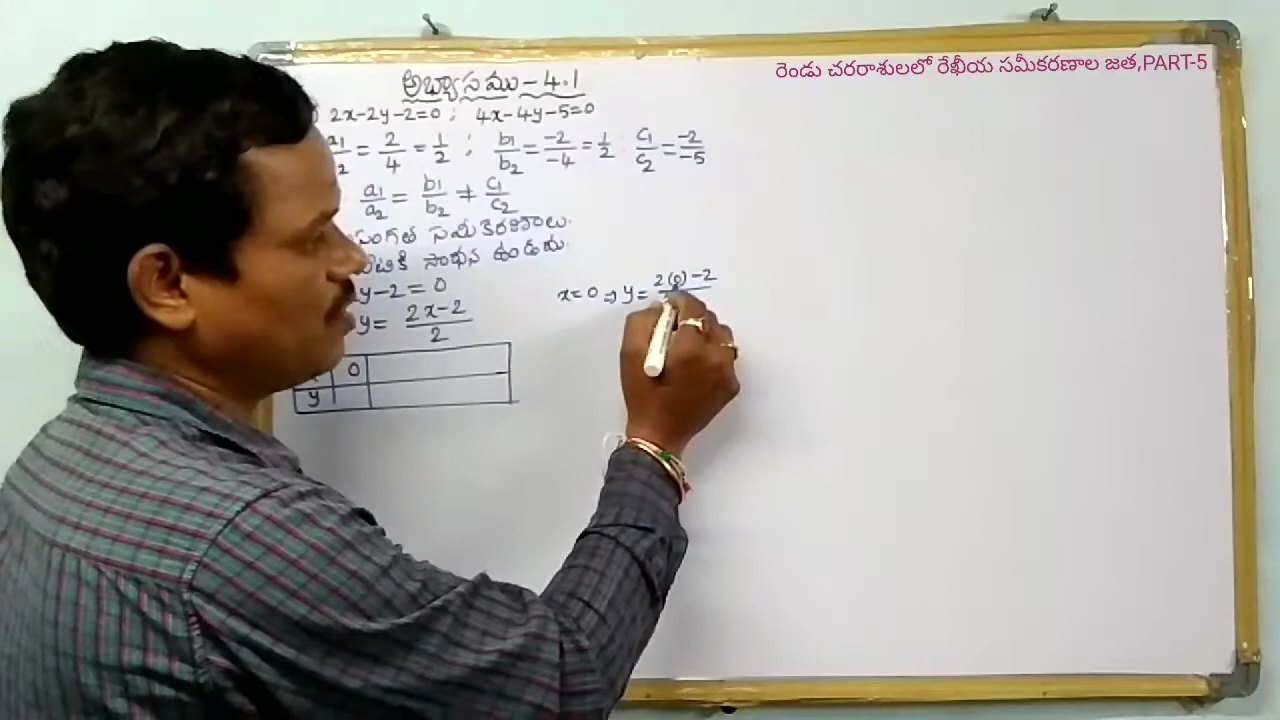 రెండు చరరాశులలో రేఖీయ సమీకరణాల జత,PART-5
అభ్యాసము - 4.1
2x-2y-2=0 ; 4x-4y-5=0
a1/2 = 2/4 = 1/2 ; b1/b2 = -2/-4 = 1/2 c1/c2 = -2/-5
a1/a2 = b1/b2 ≠ c1/c2
సంగత సమీకరణాలు.
సాధన ఉండదు.
y-2=0
y= 2x-2/2
x=0 ⇒ y= 2(0)-2
0
y